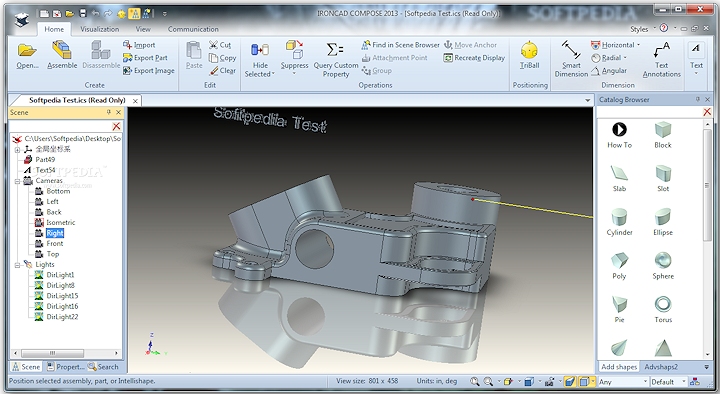 IRONCAD COMPOSE 2013 - [Softpedia Test.ics (Read Only)]
SOFTPEDIA
Home Visualization View Communication Styles
Open... Assemble Disassemble Import Export Part Export Image
Create
Paste Cut Copy Erase
Edit
Hide Selected Suppress Query Custom Property Find in Scene Browser Attachment Point Group Move Anchor Recreate Display
Operations
TriBall
Positioning
Smart Dimension Horizontal Radial Angular Text Annotations
Dimension
Text
Softpedia Test.ics (Read Only)
Scene
C:\Users\Softpedia\Desktop\So
全局坐标系
Part49
Text54
Cameras
Bottom
Left
Back
Isometric
Right
Front
Top
Lights
DirLight1
DirLight8
DirLight15
DirLight16
DirLight22
Scene Propert... Search
Softpedia Test
Z
Catalog Browser
How To Block
Slab Slot
Cylinder Ellipse
Poly Sphere
Pie Torus
Add shapes Advshaps2
Position selected assembly, part, or Intellishape.
View size: 801 x 458
Units: in, deg
Any
Default